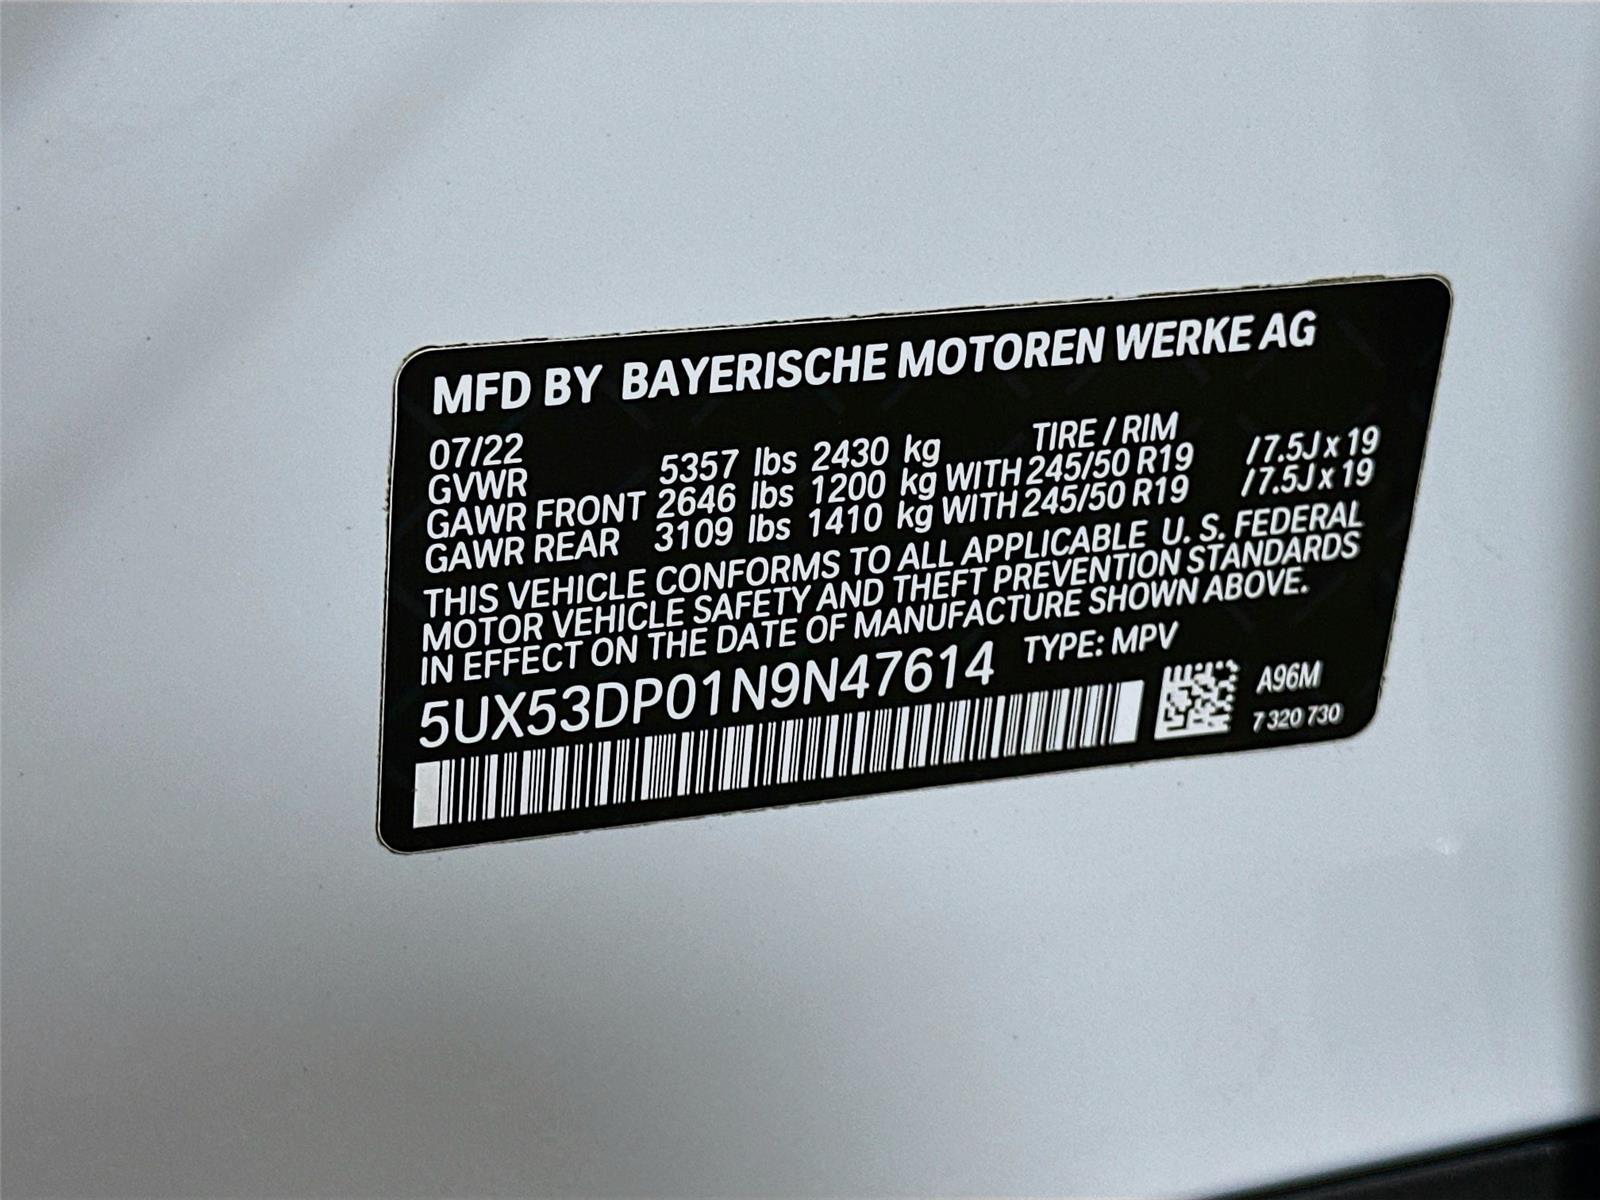 MFD BY BAYERISCHE MOTOREN WERKE AG
07/22 TIRE / RIM
GVWR 5357 lbs 2430 kg
GAWR FRONT 2646 lbs 1200 kg WITH 245/50 R19 / 7.5J x 19
GAWR REAR 3109 lbs 1410 kg WITH 245/50 R19 / 7.5J x 19
THIS VEHICLE CONFORMS TO ALL APPLICABLE U. S. FEDERAL
MOTOR VEHICLE SAFETY AND THEFT PREVENTION STANDARDS
IN EFFECT ON THE DATE OF MANUFACTURE SHOWN ABOVE.
5UX53DP01N9N47614 TYPE: MPV
A96M
7 320 730